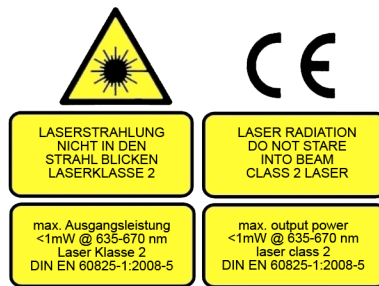 CE
LASERSTRAHLUNG
NICHT IN DEN
STRAHL BLICKEN
LASERKLASSE 2
LASER RADIATION
DO NOT STARE
INTO BEAM
CLASS 2 LASER
max. Ausgangsleistung
<1mW @ 635-670 nm
Laser Klasse 2
DIN EN 60825-1:2008-5
max. output power
<1mW @ 635-670 nm
laser class 2
DIN EN 60825-1:2008-5